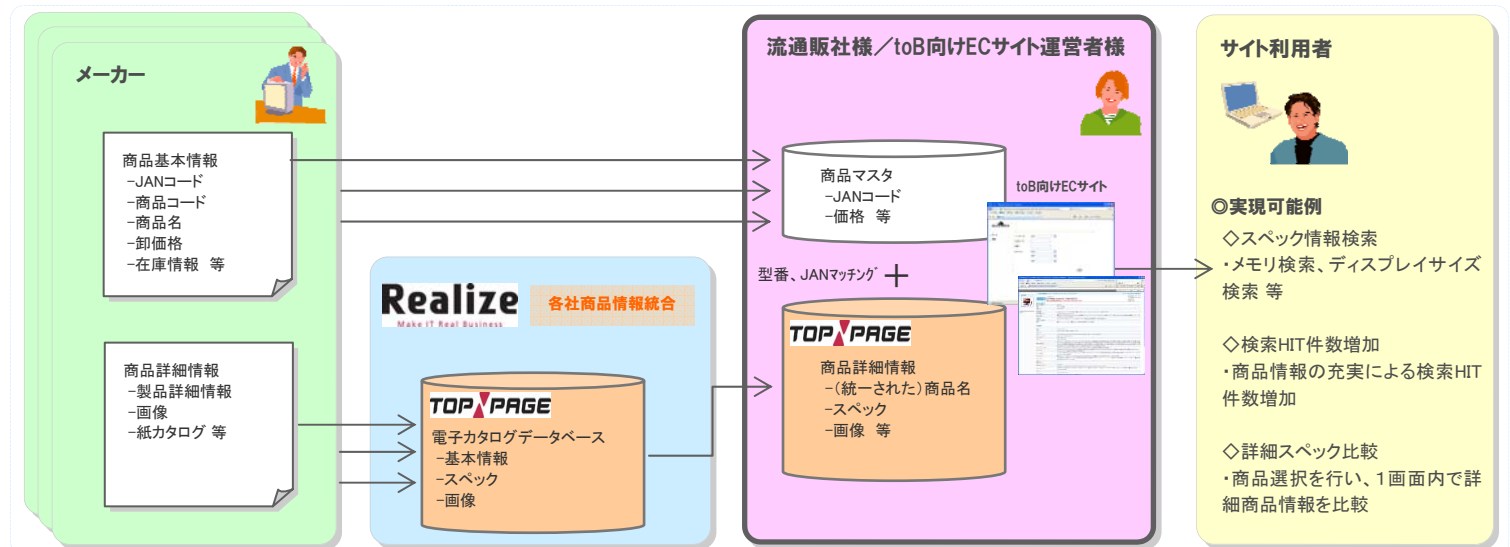 メーカー
商品基本情報
-JANコード
-商品コード
-商品名
-卸価格
-在庫情報 等
商品詳細情報
-製品詳細情報
-画像
-紙カタログ 等
Realize
Make IT Real Business
各社商品情報統合
TOP PAGE
電子カタログデータベース
-基本情報
-スペック
-画像
流通販社様／toB向けECサイト運営者様
商品マスタ
-JANコード
-価格 等
toB向けECサイト
型番、JANマッチング ＋
TOP PAGE
商品詳細情報
-(統一された)商品名
-スペック
-画像 等
サイト利用者
◎実現可能例
◇スペック情報検索
・メモリ検索、ディスプレイサイズ
検索 等
◇検索HIT件数増加
・商品情報の充実による検索HIT
件数増加
◇詳細スペック比較
・商品選択を行い、１画面内で詳
細商品情報を比較